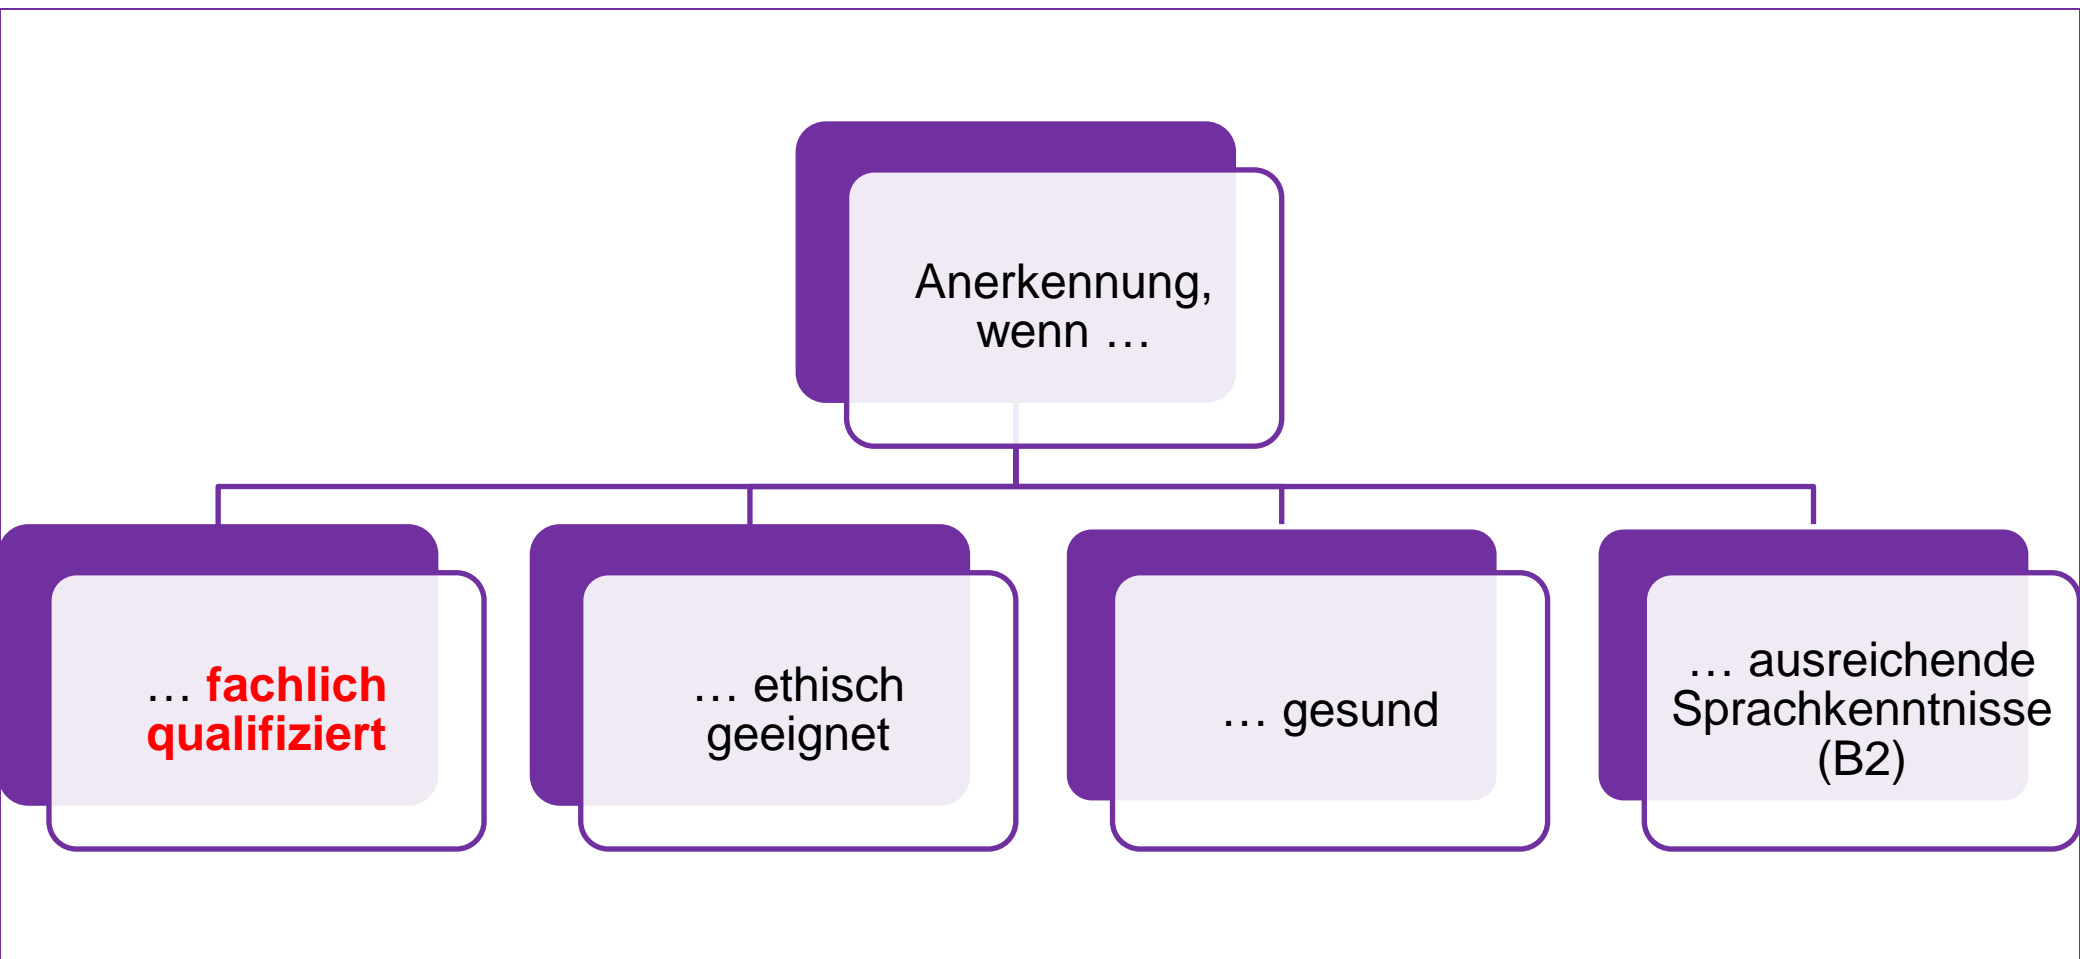 Anerkennung,
wenn …
… fachlich
qualifiziert
… ethisch
geeignet
… gesund
… ausreichende
Sprachkenntnisse
(B2)